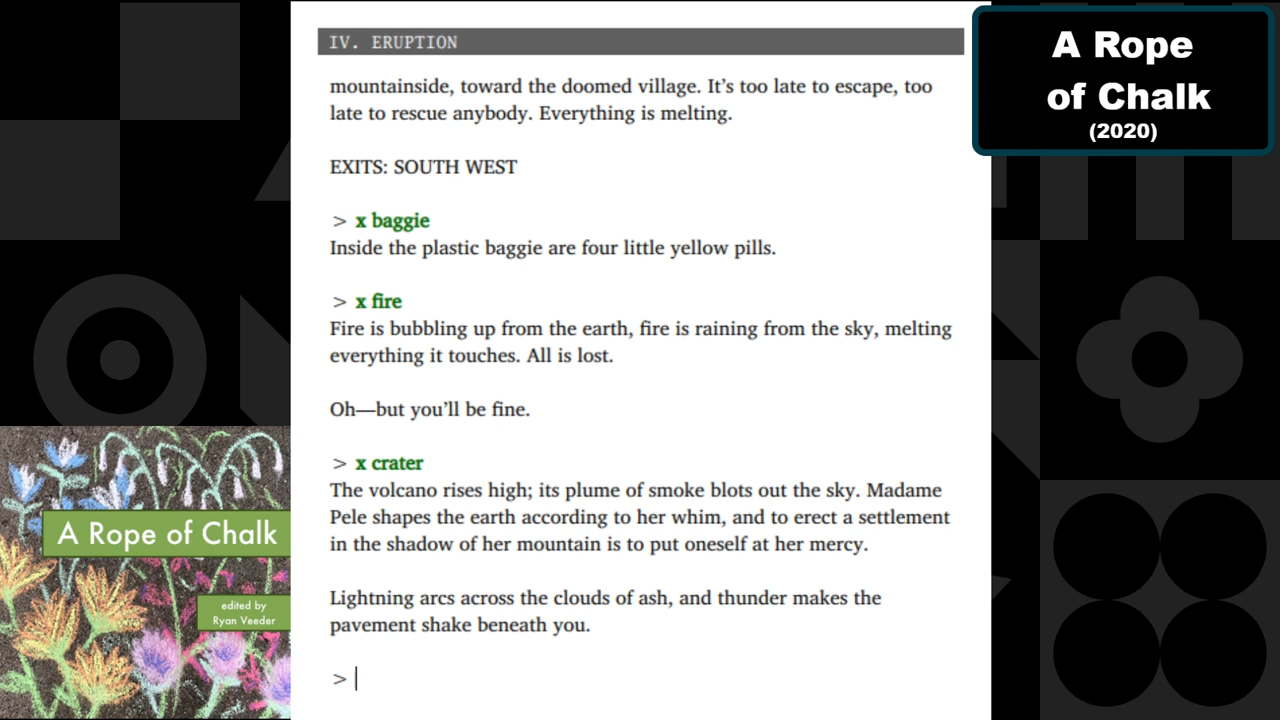 IV. ERUPTION
mountainside, toward the doomed village. It’s too late to escape, too
late to rescue anybody. Everything is melting.
EXITS: SOUTH WEST
> x baggie
Inside the plastic baggie are four little yellow pills.
> x fire
Fire is bubbling up from the earth, fire is raining from the sky, melting
everything it touches. All is lost.
Oh—but you’ll be fine.
> x crater
The volcano rises high; its plume of smoke blots out the sky. Madame
Pele shapes the earth according to her whim, and to erect a settlement
in the shadow of her mountain is to put oneself at her mercy.
Lightning arcs across the clouds of ash, and thunder makes the
pavement shake beneath you.
>
A Rope
of Chalk
(2020)
A Rope of Chalk
edited by
Ryan Veeder